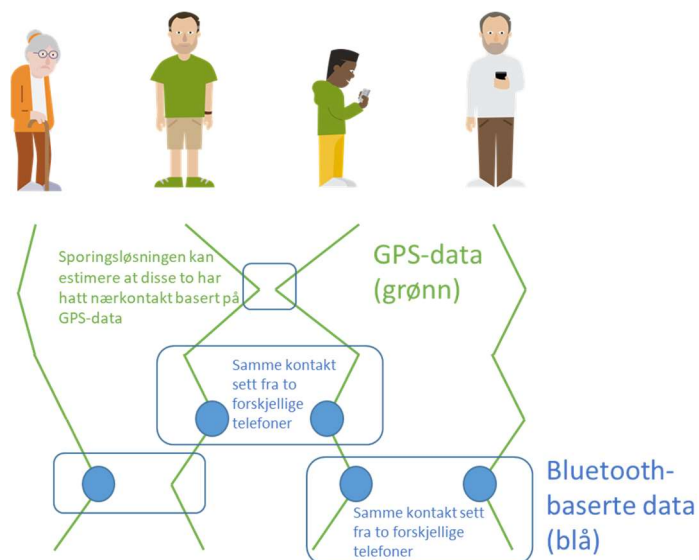 Sporingsløsningen kan
estimere at disse to har
hatt nærkontakt basert på
GPS-data
GPS-data
(grønn)
Samme kontakt
sett fra to
forskjellige
telefoner
Bluetooth-
baserte data
(blå)
Samme kontakt sett
fra to forskjellige
telefoner